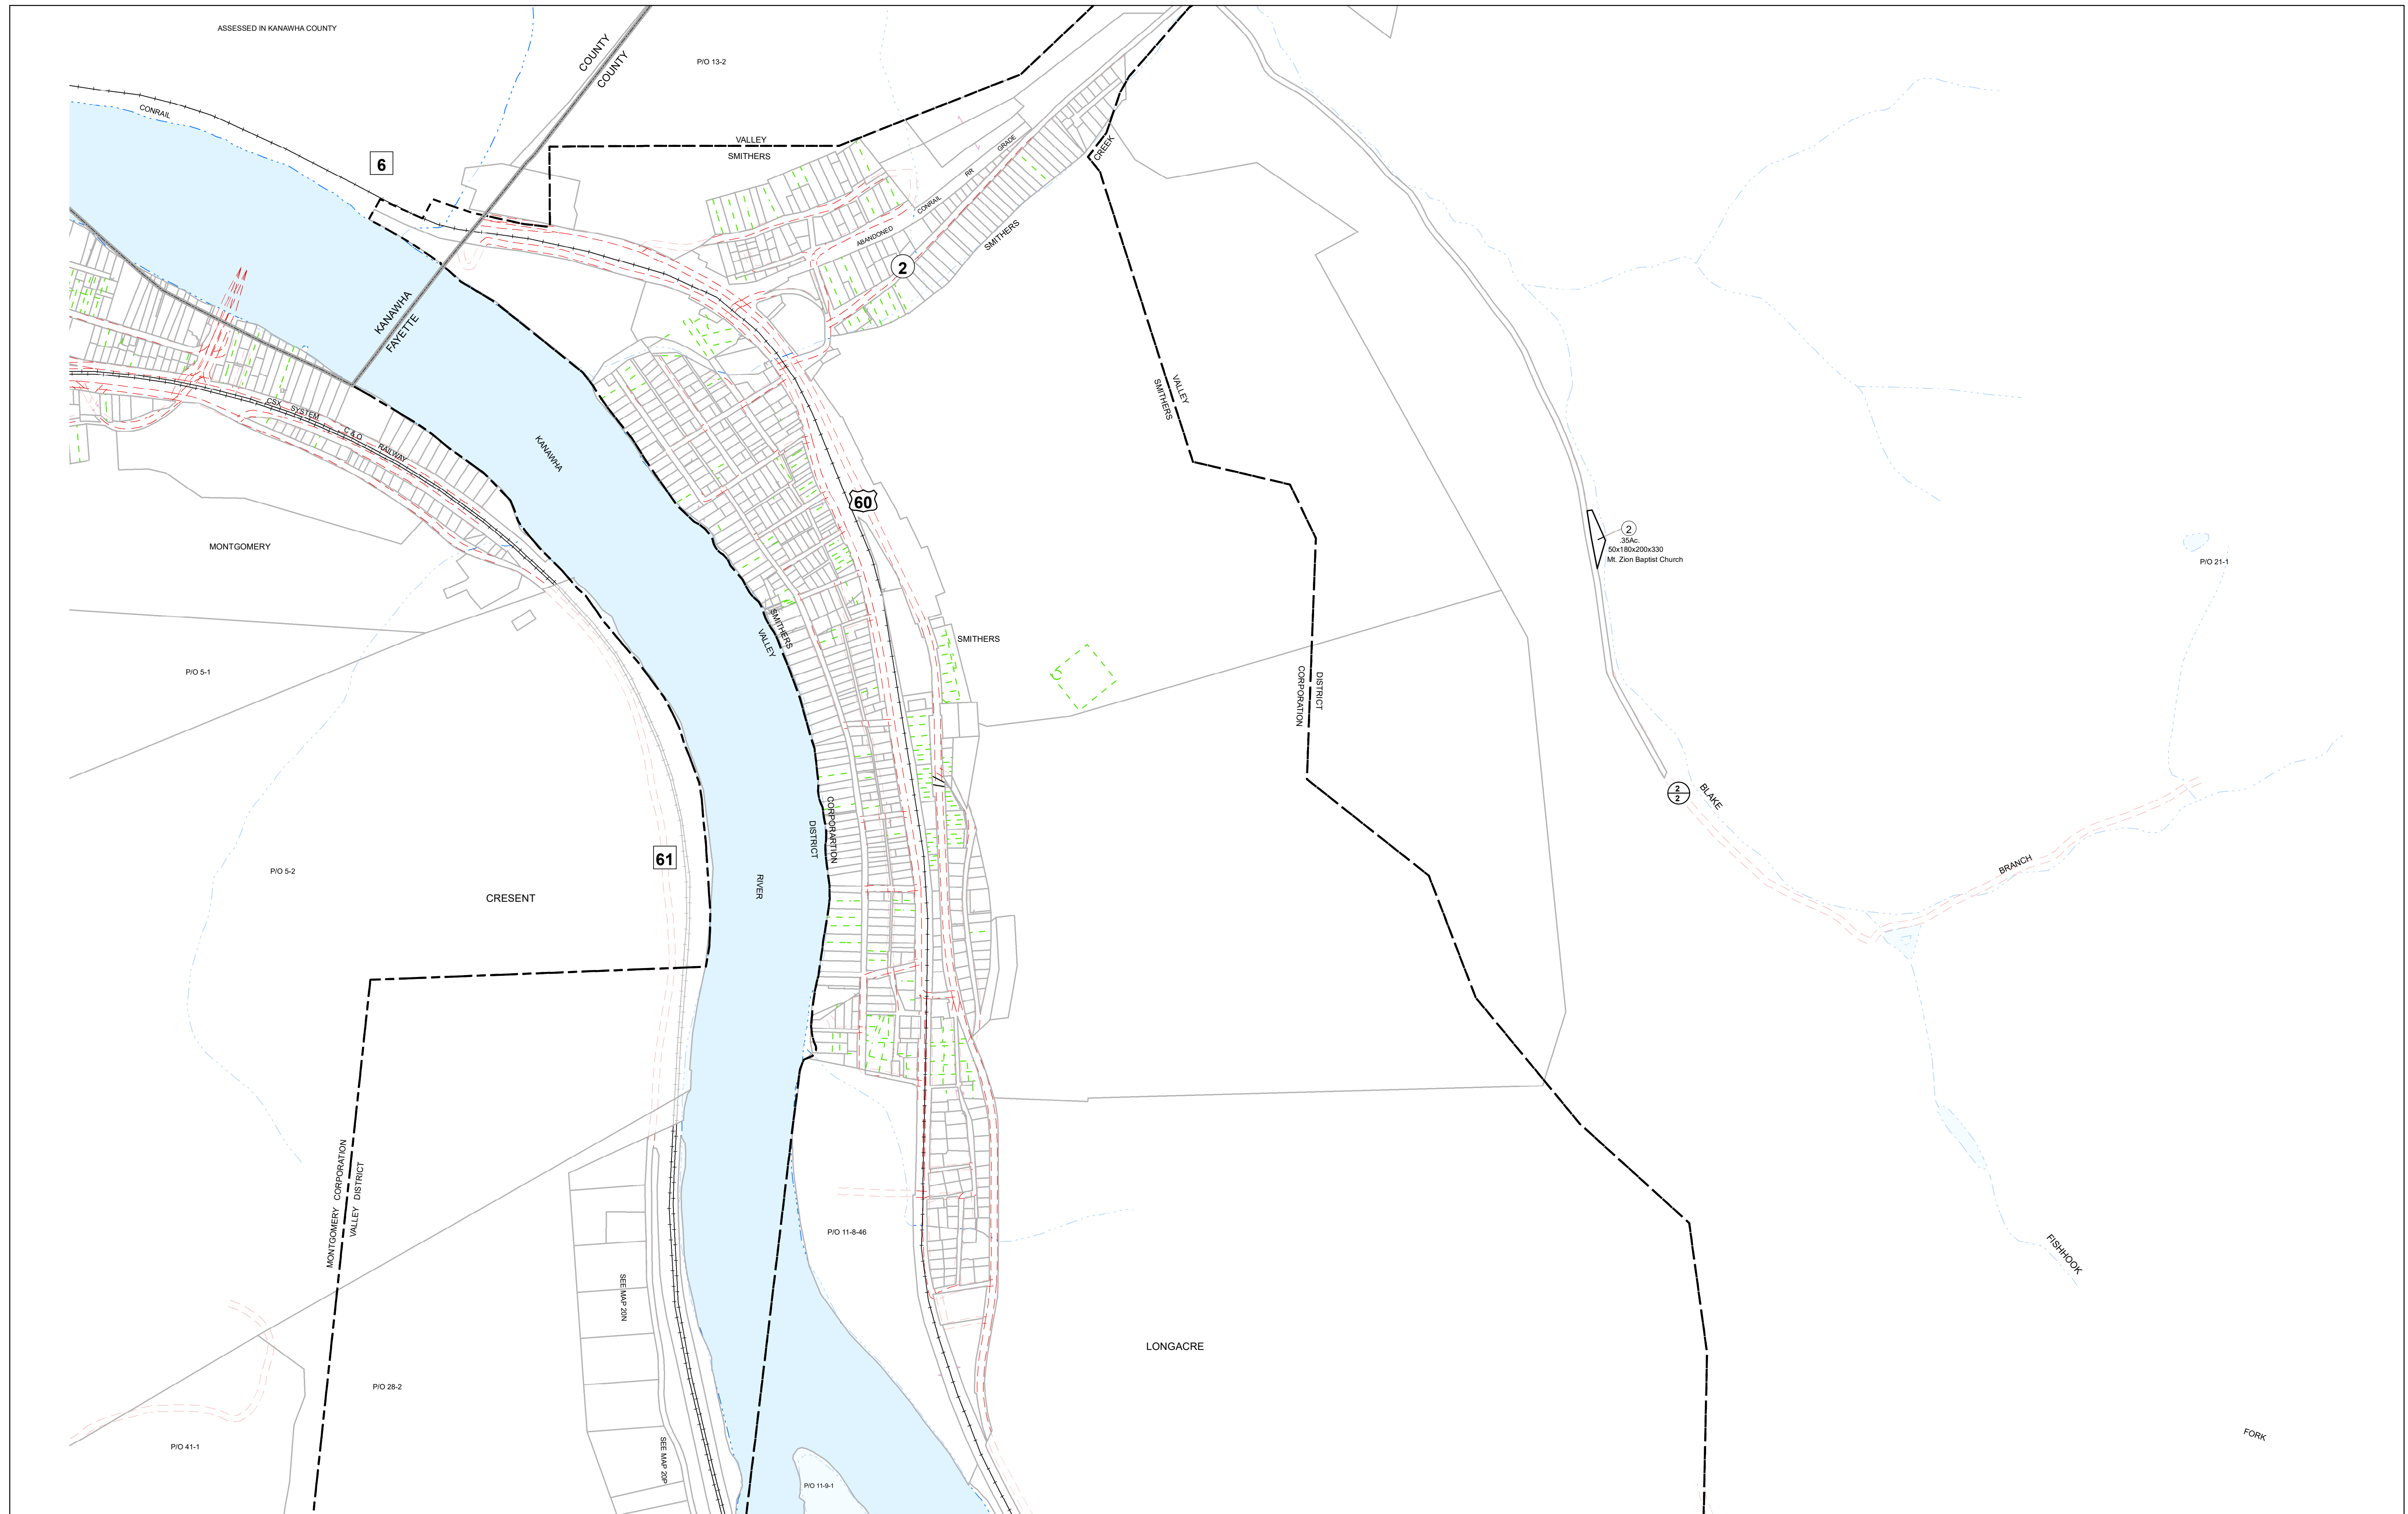 ASSESSED IN KANAWHA COUNTY
COUNTY
COUNTY
P/O 13-2
CONRAIL
6
VALLEY
SMITHERS
GRADE
RR
CONRAIL
ABANDONED
CREEK
SMITHERS
2
KANAWHA
FAYETTE
CSX SYSTEM
C & O RAILWAY
KANAWHA
VALLEY
SMITHERS
60
MONTGOMERY
2
.35Ac.
50x180x200x330
Mt. Zion Baptist Church
P/O 21-1
SMITHERS
VALLEY
SMITHERS
P/O 5-1
DISTRICT
CORPORATION
2
2
BLAKE
BRANCH
CORPORARTION
DISTRICT
61
RIVER
P/O 5-2
CRESENT
MONTGOMERY CORPORATION
VALLEY DISTRICT
P/O 11-8-46
FISHHOOK
SEE MAP 20N
LONGACRE
P/O 28-2
FORK
P/O 41-1
SEE MAP 20P
P/O 11-9-1